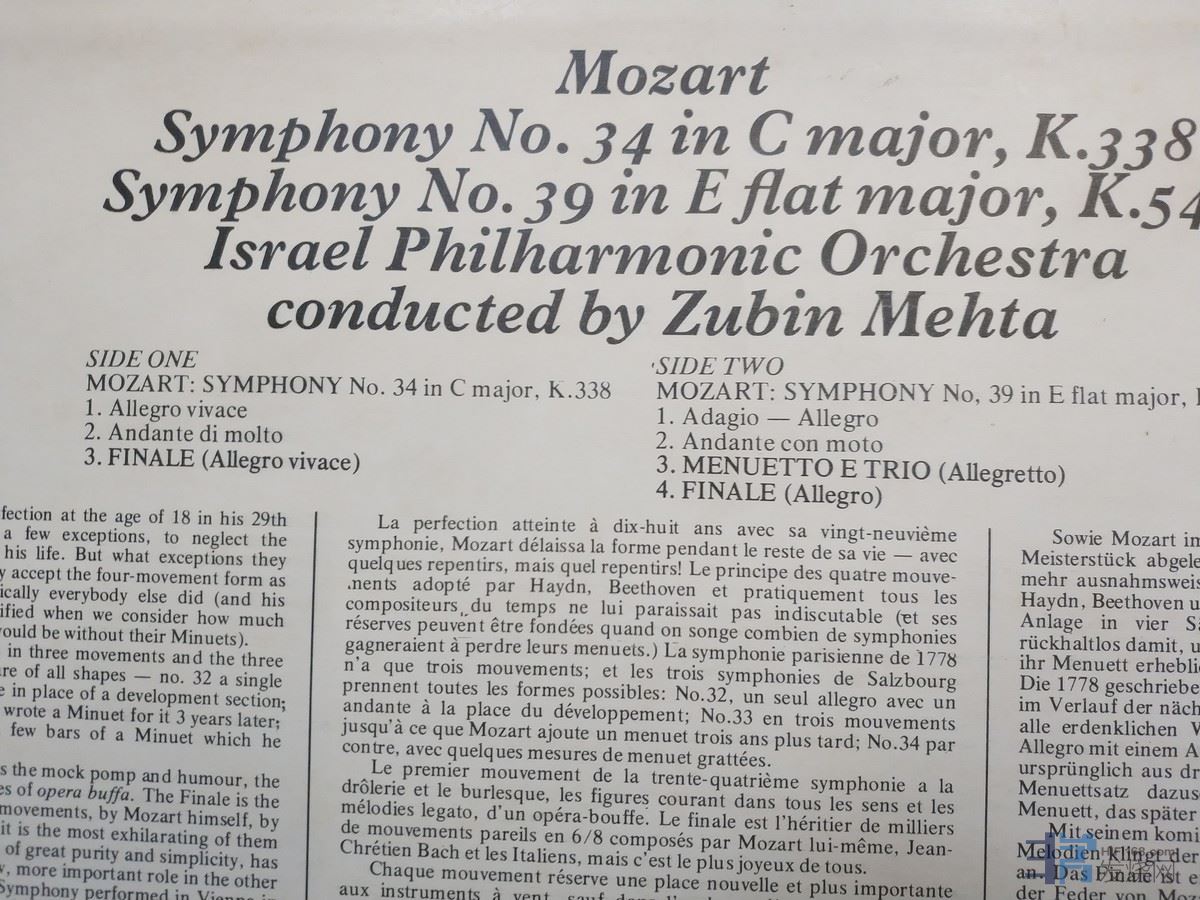 Mozart
Symphony No. 34 in C major, K.338
Symphony No. 39 in E flat major, K.54
Israel Philharmonic Orchestra
conducted by Zubin Mehta
SIDE ONE
MOZART: SYMPHONY No. 34 in C major, K.338
1. Allegro vivace
2. Andante di molto
3. FINALE (Allegro vivace)
SIDE TWO
MOZART: SYMPHONY No, 39 in E flat major,
1. Adagio — Allegro
2. Andante con moto
3. MENUETTO E TRIO (Allegretto)
4. FINALE (Allegro)
fection at the age of 18 in his 29th
a few exceptions, to neglect the
his life. But what exceptions they
y accept the four-movement form as
ically everybody else did (and his
ified when we consider how much
ould be without their Minuets).
in three movements and the three
re of all shapes — no. 32 a single
e in place of a development section;
wrote a Minuet for it 3 years later;
few bars of a Minuet which he
s the mock pomp and humour, the
es of opera buffa. The Finale is the
movements, by Mozart himself, by
it is the most exhilarating of them
of great purity and simplicity, has
, more important role in the other
Symphony performed in Vienna in
La perfection atteinte à dix-huit ans avec sa vingt-neuvième
symphonie, Mozart délaissa la forme pendant le reste de sa vie — avec
quelques repentirs, mais quel repentirs! Le principe des quatre mouve-
.nents adopté par Haydn, Beethoven et pratiquement tous les
compositeurs du temps ne lui paraissait pas indiscutable (et ses
réserves peuvent être fondées quand on songe combien de symphonies
gagneraient à perdre leurs menuets.) La symphonie parisienne de 1778
n'a que trois mouvements; et les trois symphonies de Salzbourg
prennent toutes les formes possibles: No.32, un seul allegro avec un
andante à la place du développement; No.33 en trois mouvements
jusqu'à ce que Mozart ajoute un menuet trois ans plus tard; No.34 par
contre, avec quelques mesures de menuet grattées.
Le premier mouvement de la trente-quatrième symphonie a la
drôlerie et le burlesque, les figures courant dans tous les sens et les
mélodies legato, d'un opéra-bouffe. Le finale est l'héritier de milliers
de mouvements pareils en 6/8 composés par Mozart lui-même, Jean-
Chrétien Bach et les Italiens, mais c'est le plus joyeux de tous.
Chaque mouvement réserve une place nouvelle et plus importante
aux instruments à vent, sauf dans
Sowie Mozart im
Meisterstück abgele
mehr ausnahmsweis
Haydn, Beethoven u
Anlage in vier Sä
rückhaltlos damit, u
ihr Menuett erheblic
Die 1778 geschriebe
im Verlauf der näch
alle erdenklichen V
Allegro mit einem A
ursprünglich aus dr
Menuettsatz dazus
Menuett, das später
Mit seinem komi
Melodien klingt der
an. Das Finale ist e
der Feder von Moz